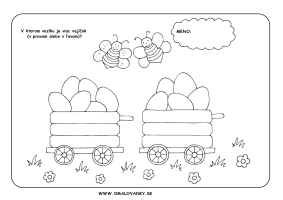 V ktorom vozíku je viac vajíčok
(v pravom alebo v ľavom)?
MENO:
WWW.OMALOVANKY.SK